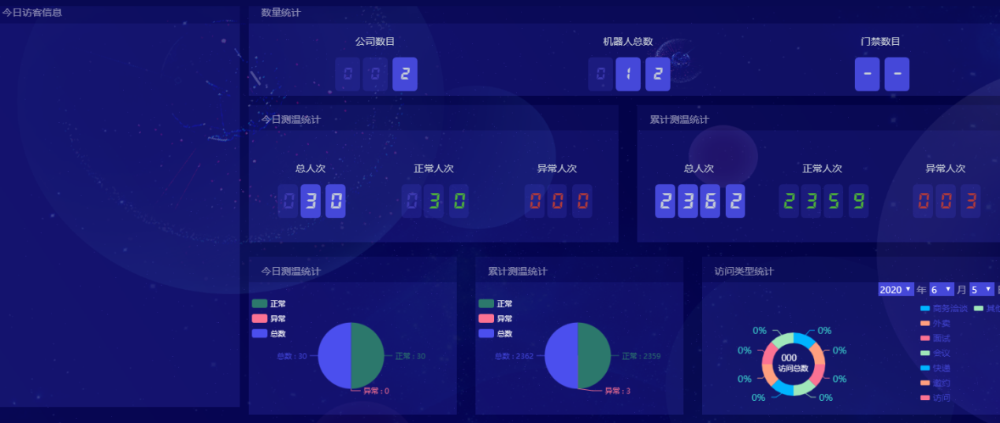 今日访客信息
数量统计
公司数目
机器人总数
门禁数目
002
012
--
今日测温统计
总人次
正常人次
异常人次
030
030
000
累计测温统计
总人次
正常人次
异常人次
2362
2359
003
今日测温统计
正常
异常
总数
总数 : 30
正常 : 30
异常 : 0
累计测温统计
正常
异常
总数
总数 : 2362
正常 : 2359
异常 : 3
访问类型统计
2020 年 6 月 5
商务洽谈
外卖
面试
会议
快递
邀约
访问
0%
0%
0%
0%
000
访问总数
0%
0%
0%
0%